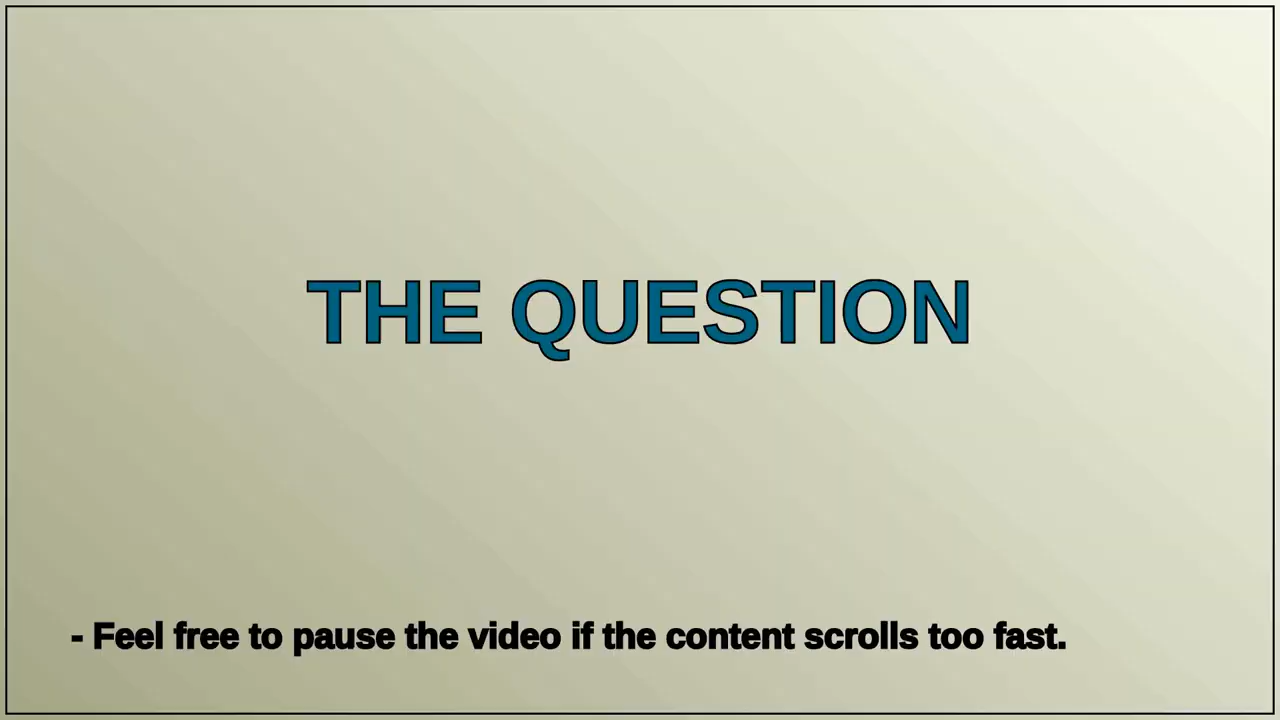 THE QUESTION
- Feel free to pause the video if the content scrolls too fast.